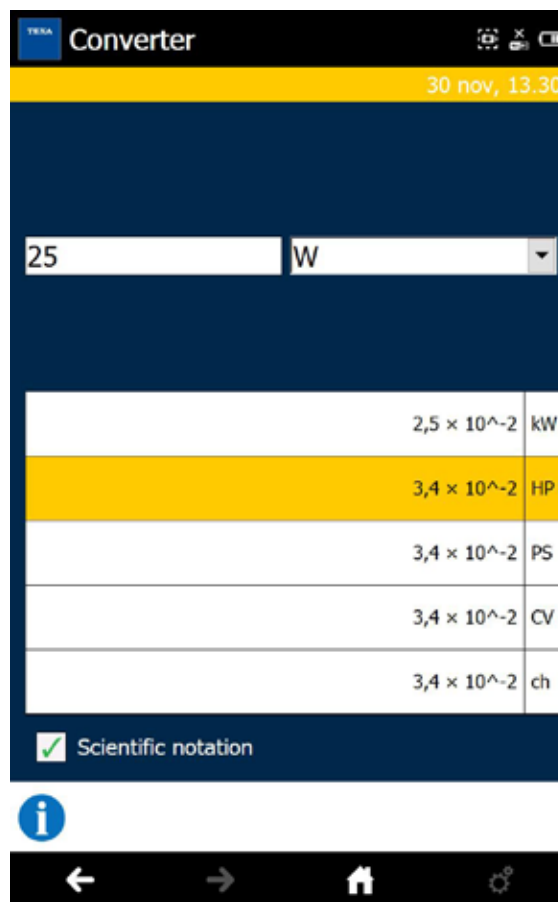 TEXA
Converter
30 nov, 13.30
25
W
2,5 × 10^-2 kW
3,4 × 10^-2 HP
3,4 × 10^-2 PS
3,4 × 10^-2 CV
3,4 × 10^-2 ch
Scientific notation